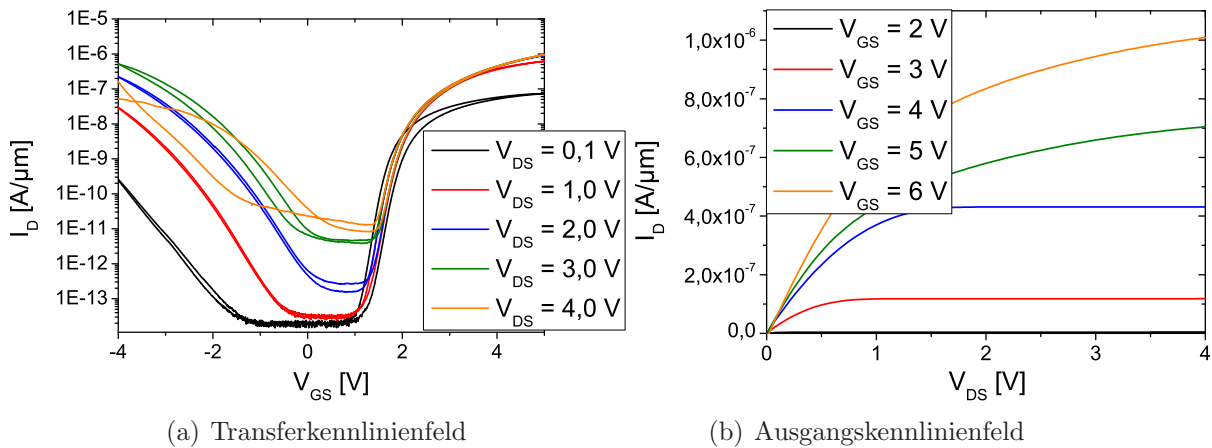 1E-5
1E-6
1E-7
1E-8
1E-9
1E-10
1E-11
1E-12
1E-13
I_D [A/µm]
-4 -2 0 2 4
V_GS [V]
V_DS = 0,1 V
V_DS = 1,0 V
V_DS = 2,0 V
V_DS = 3,0 V
V_DS = 4,0 V
(a) Transferkennlinienfeld
1,0x10^-6
8,0x10^-7
6,0x10^-7
4,0x10^-7
2,0x10^-7
0,0
I_D [A/µm]
V_GS = 2 V
V_GS = 3 V
V_GS = 4 V
V_GS = 5 V
V_GS = 6 V
0 1 2 3 4
V_DS [V]
(b) Ausgangskennlinienfeld